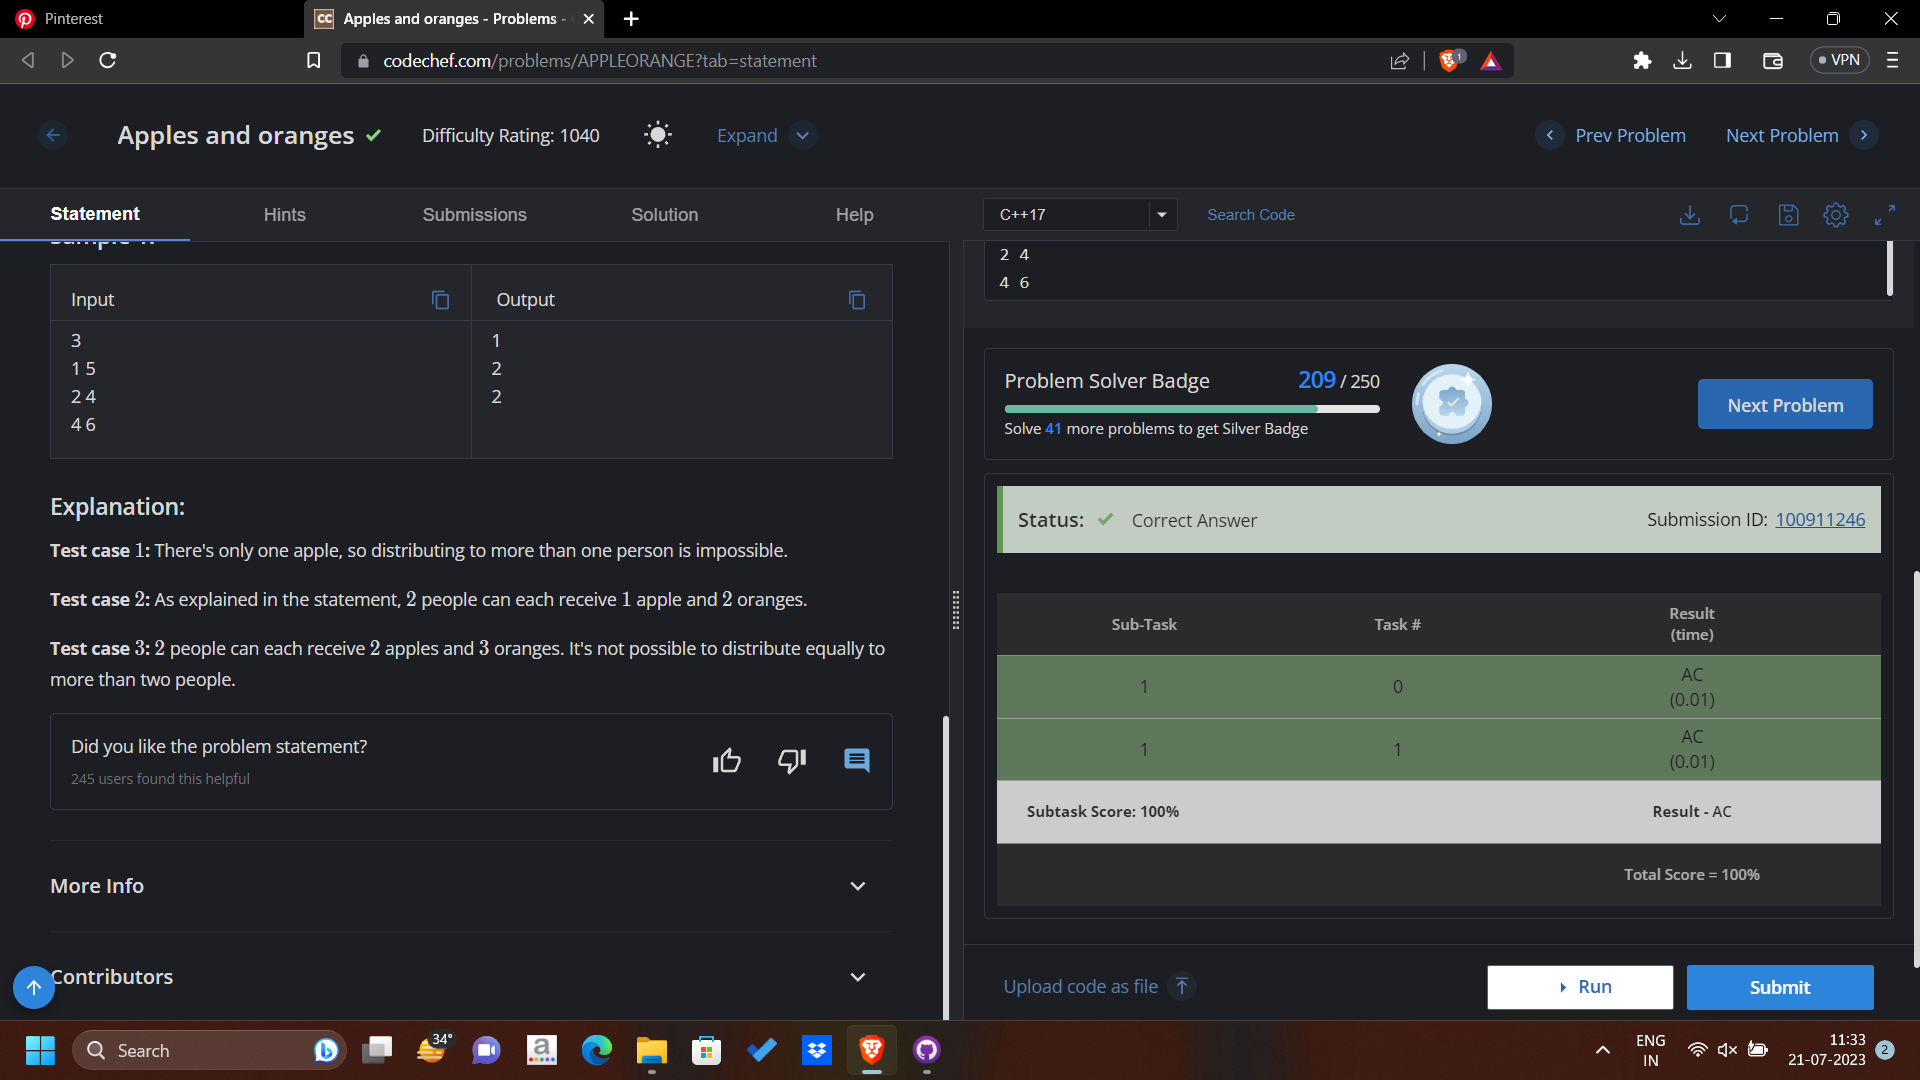 Pinterest
CC Apples and oranges - Problems -
codechef.com/problems/APPLEORANGE?tab=statement
1
VPN
Apples and oranges
Difficulty Rating: 1040
Expand
Prev Problem
Next Problem
Statement
Hints
Submissions
Solution
Help
Input
Output
3
1 5
2 4
4 6
1
2
2
Explanation:
Test case 1: There's only one apple, so distributing to more than one person is impossible.
Test case 2: As explained in the statement, 2 people can each receive 1 apple and 2 oranges.
Test case 3: 2 people can each receive 2 apples and 3 oranges. It's not possible to distribute equally to
more than two people.
Did you like the problem statement?
245 users found this helpful
More Info
Contributors
C++17
Search Code
2 4
4 6
Problem Solver Badge
209 / 250
Solve 41 more problems to get Silver Badge
Next Problem
Status:
Correct Answer
Submission ID: 100911246
Sub-Task
Task #
Result
(time)
1
0
AC
(0.01)
1
1
AC
(0.01)
Subtask Score: 100%
Result - AC
Total Score = 100%
Upload code as file
Run
Submit
Search
34°
a
ENG
IN
11:33
21-07-2023
2